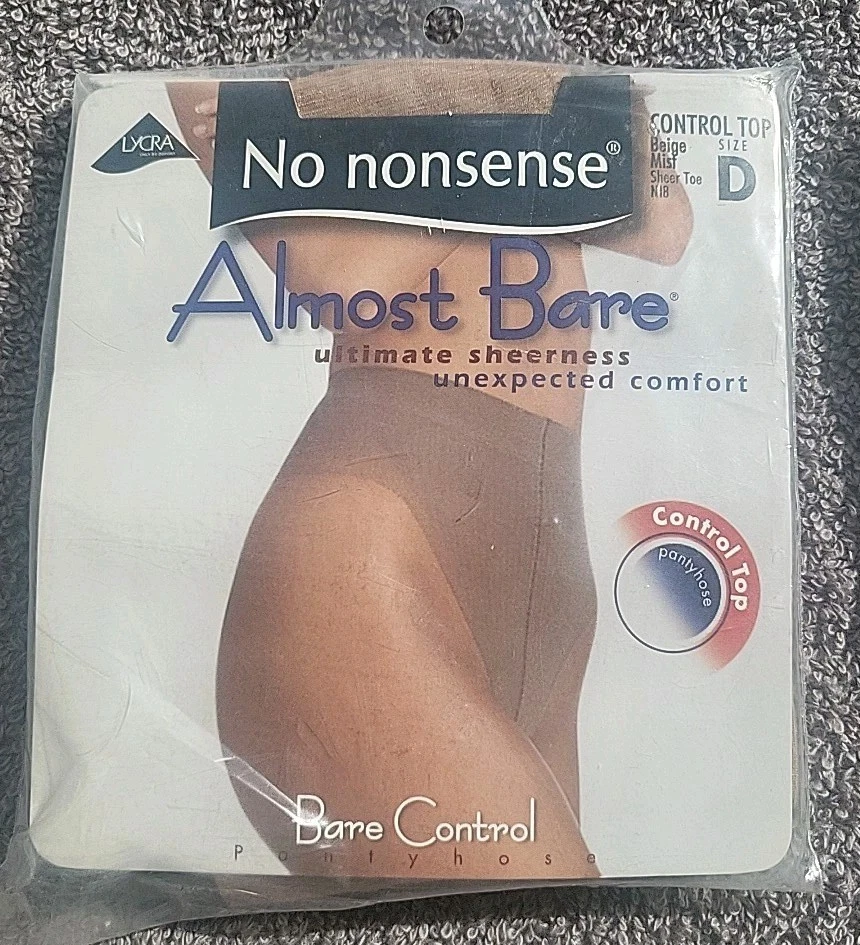 LYCRA
No nonsense®
CONTROL TOP
Beige
Mist
Sheer Toe
N18
SIZE
D
Almost Bare®
ultimate sheerness
unexpected comfort
Control Top
pantyhose
Bare Control
Pantyhose